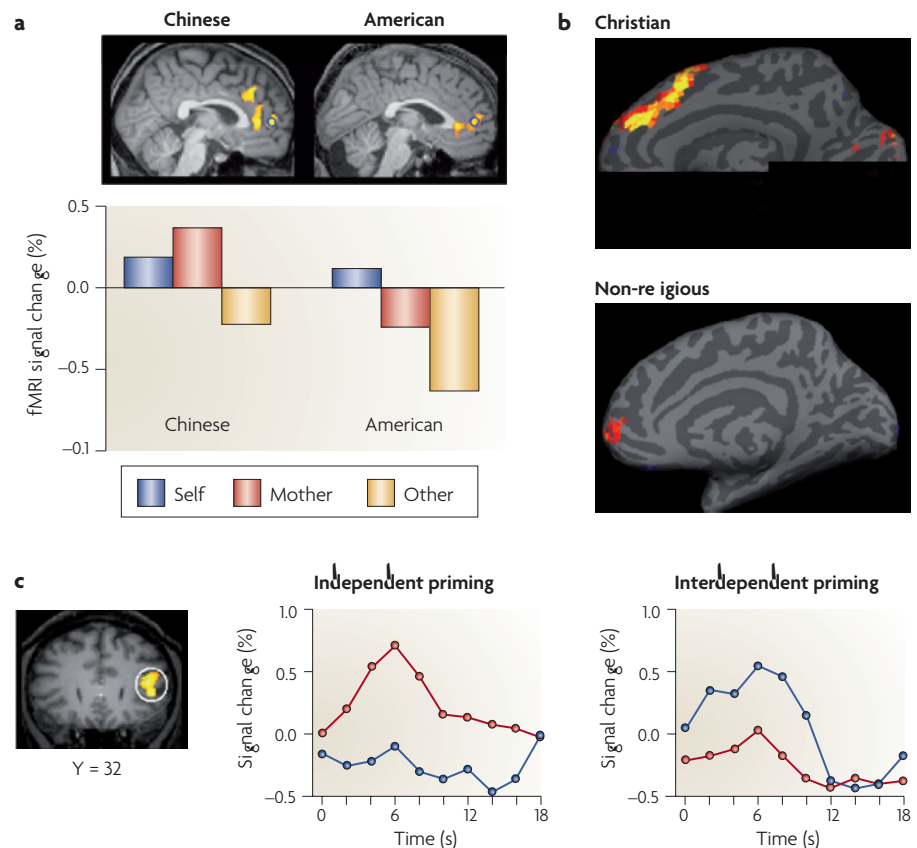 a
Chinese American
fMRI signal change (%)
0.5
0.0
–0.5
–0.1
Chinese American
Self Mother Other
b
Christian
Non-re igious
c
Y = 32
Independent priming
Signal change (%)
1.0
0.5
0.0
–0.5
0 6 12 18
Time (s)
Interdependent priming
Signal change (%)
1.0
0.5
0.0
–0.5
0 6 12 18
Time (s)